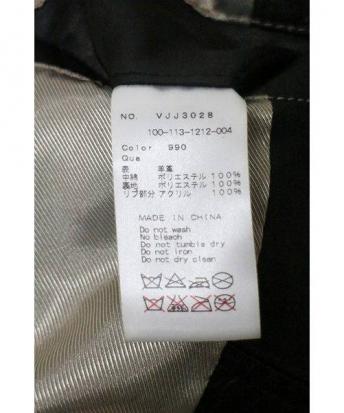 NO. VJJ3028
100-113-1212-004
Color 990
Qua
表 羊革
中綿 ポリエステル 100%
裏地 ポリエステル 100%
リブ部分 アクリル 100%
MADE IN CHINA
Do not wash
No bleach
Do not tumble dry
Do not iron
Do not dry clean